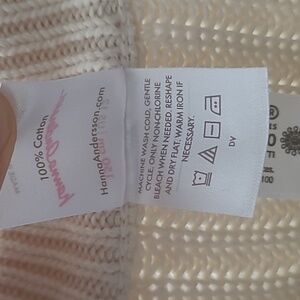 100% Cotton
HannaAndersson.com
MACHINE WASH COLD, GENTLE
CYCLE. ONLY NONCHLORINE
BLEACH WHEN NEEDED. RESHAPE
AND DRY FLAT. WARM IRON IF
NECESSARY.
DV